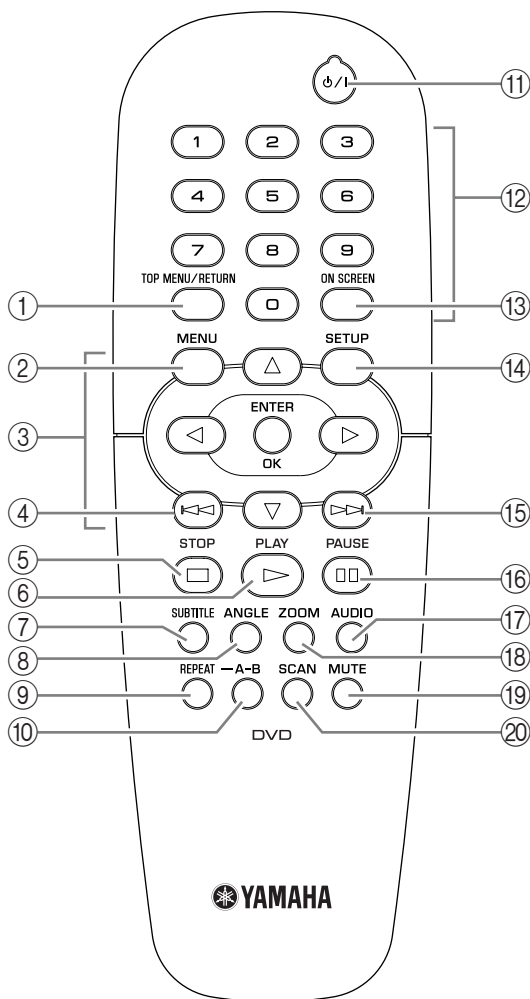 ⏻/I
⑪
1 2 3
⑫
4 5 6
7 8 9
TOP MENU/RETURN ON SCREEN
① 0 ⑬
MENU SETUP
② ⑭
③
ENTER
OK
④ ⑮
STOP PLAY PAUSE
⑤ ⑯
⑥
SUBTITLE ANGLE ZOOM AUDIO
⑦ ⑰
⑧ ⑱
REPEAT —A-B SCAN MUTE
⑨ ⑲
⑩ ⑳
DVD
YAMAHA